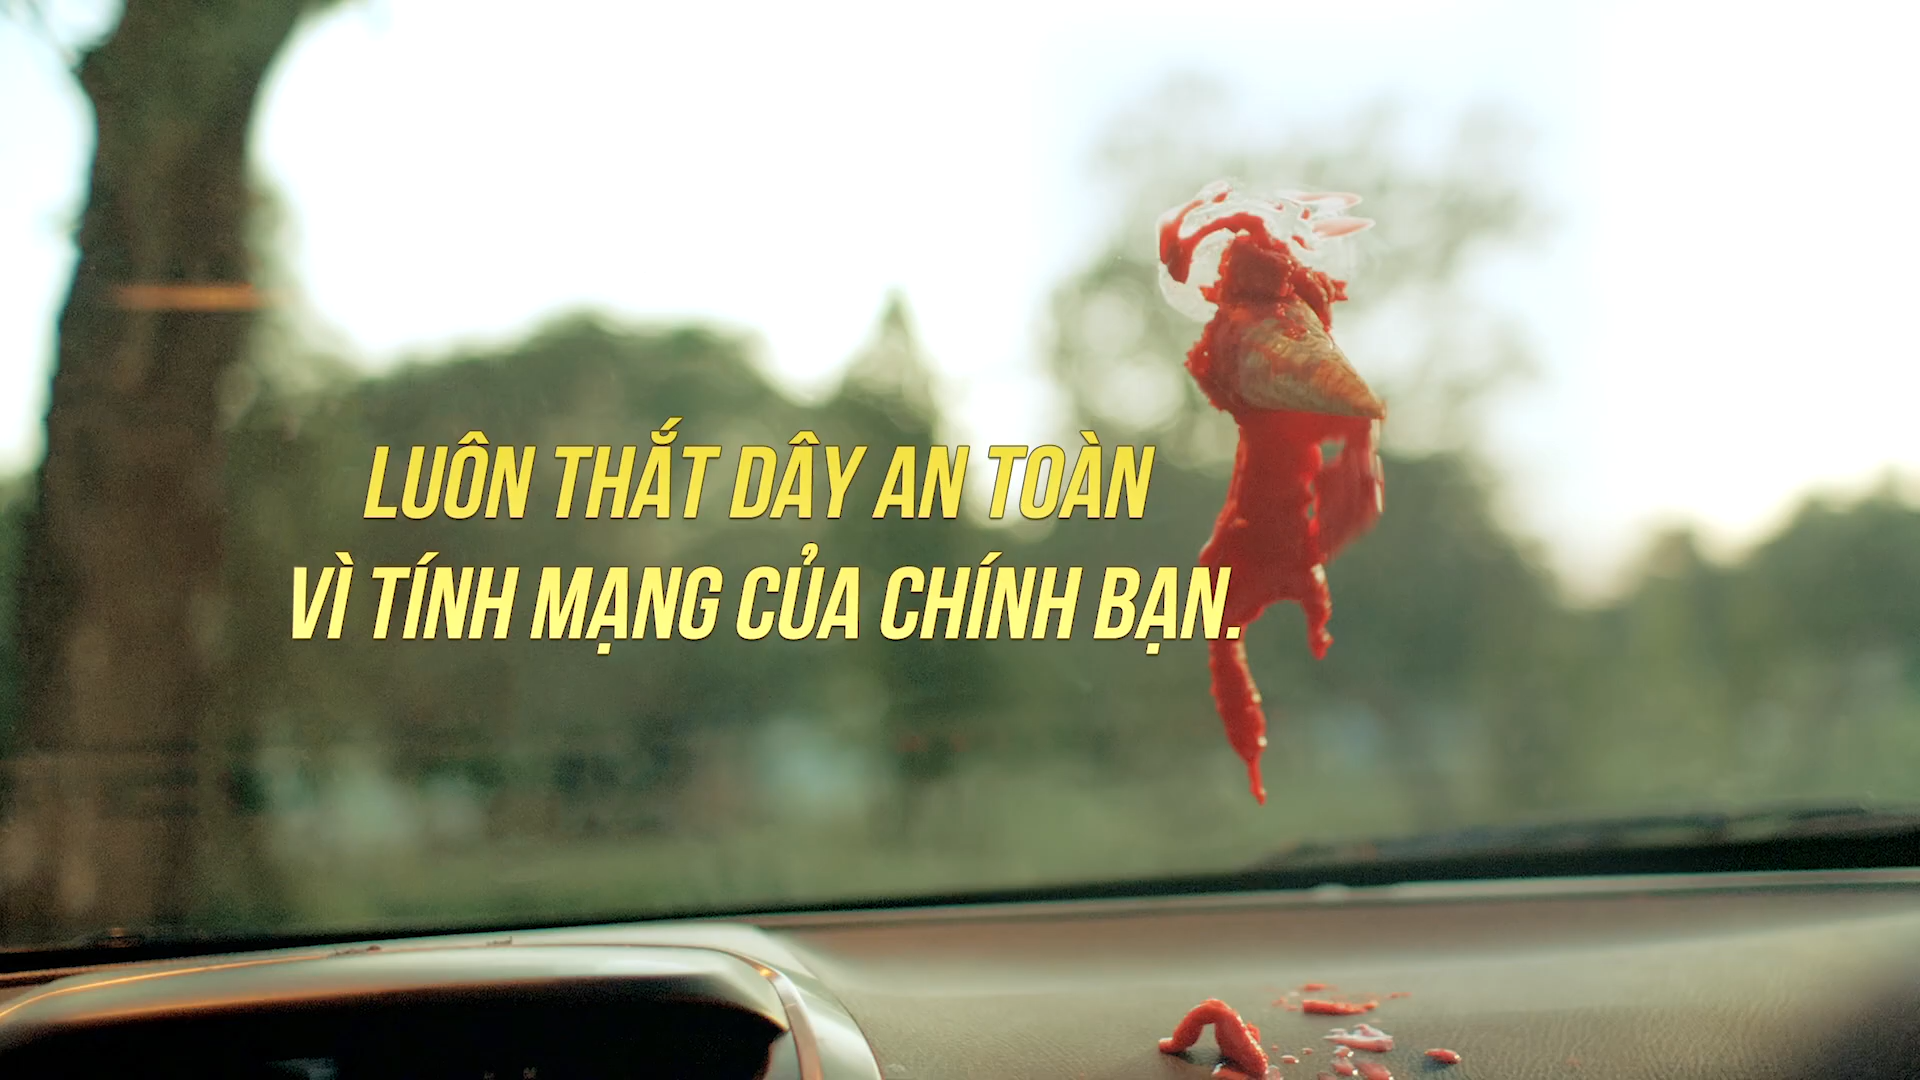 LUÔN THẮT DÂY AN TOÀN
VÌ TÍNH MẠNG CỦA CHÍNH BẠN.